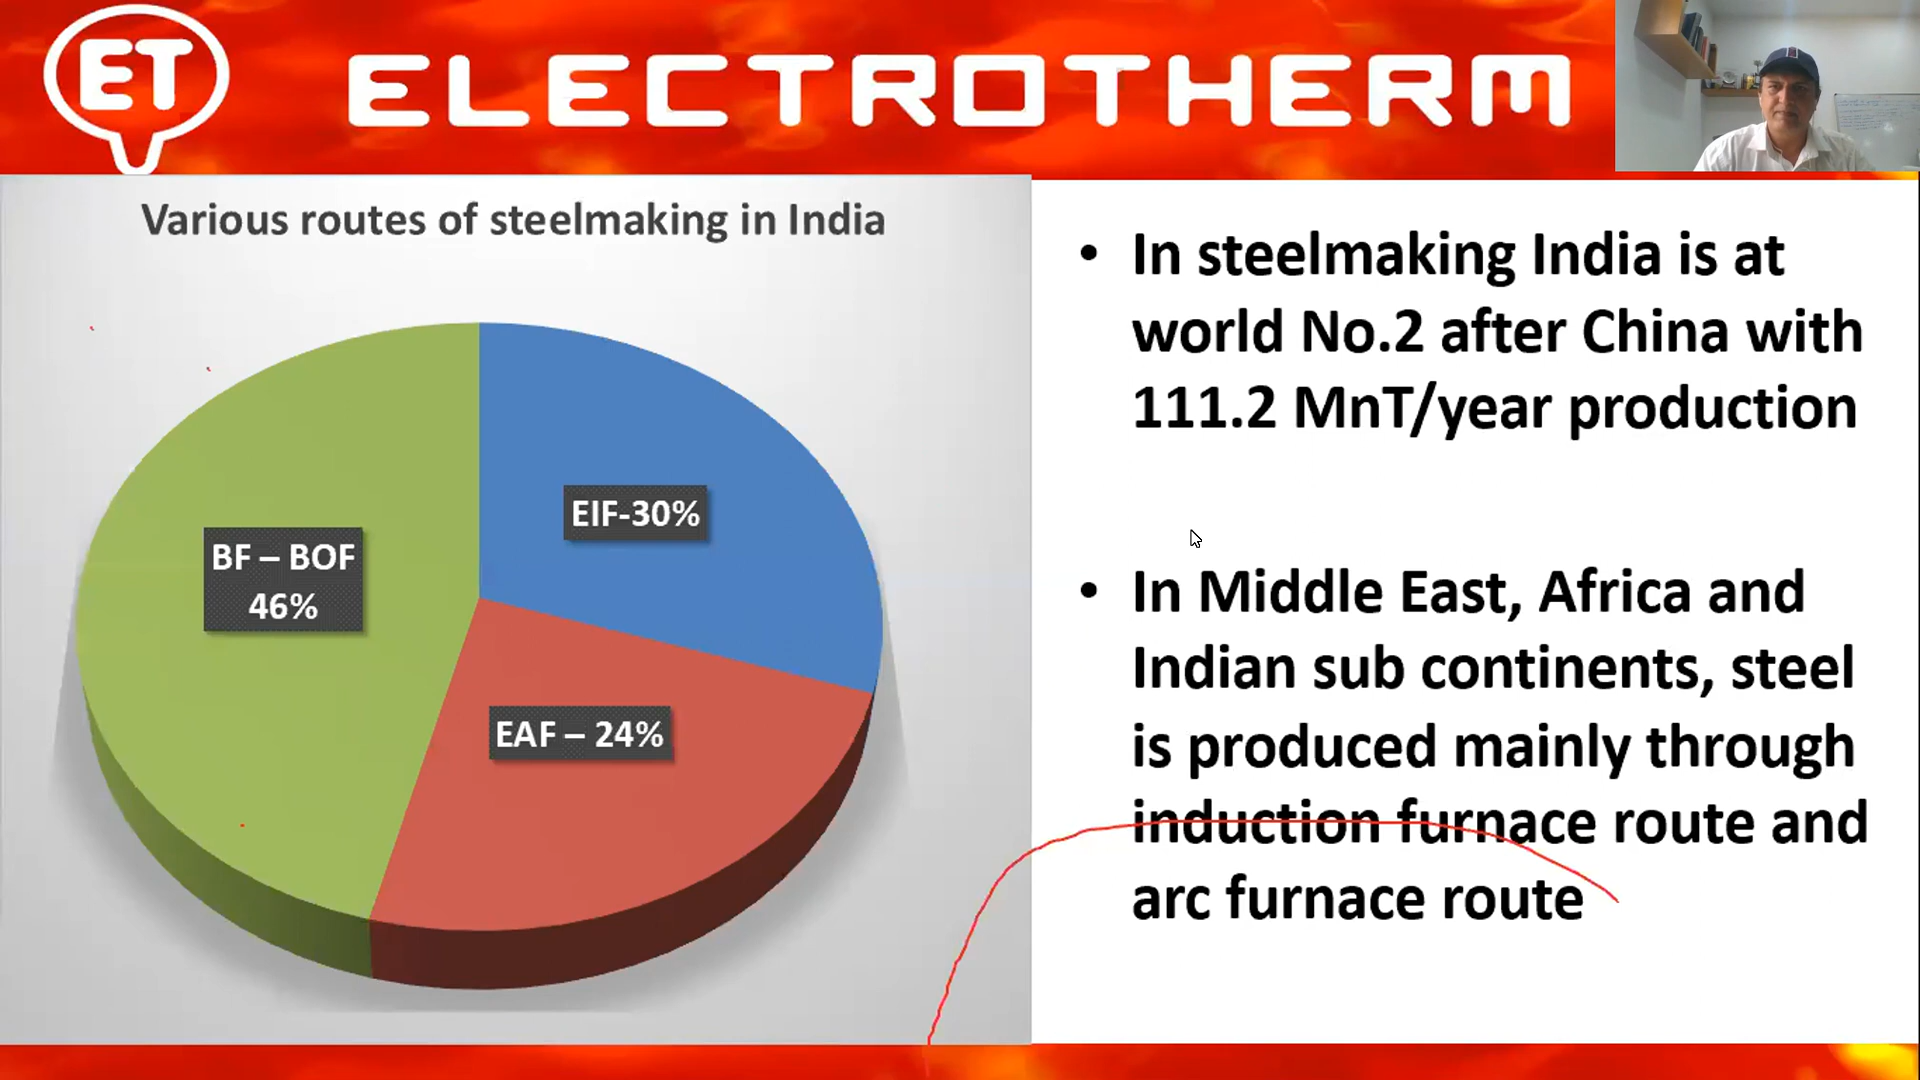 ET
ELECTROTHERM
Various routes of steelmaking in India
EIF-30%
BF – BOF
46%
EAF – 24%
• In steelmaking India is at
world No.2 after China with
111.2 MnT/year production
• In Middle East, Africa and
Indian sub continents, steel
is produced mainly through
induction furnace route and
arc furnace route